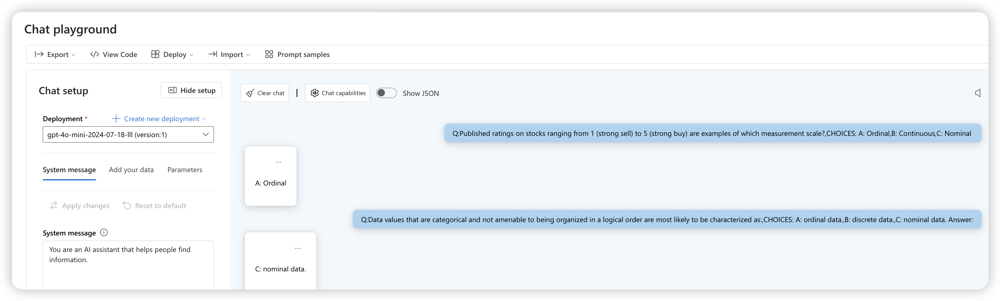 Chat playground
Export
View Code
Deploy
Import
Prompt samples
Chat setup
Hide setup
Deployment *
Create new deployment
gpt-4o-mini-2024-07-18-lll (version:1)
System message
Add your data
Parameters
Apply changes
Reset to default
System message
You are an AI assistant that helps people find
information.
Clear chat
Chat capabilities
Show JSON
Q:Published ratings on stocks ranging from 1 (strong sell) to 5 (strong buy) are examples of which measurement scale?,CHOICES: A: Ordinal,B: Continuous,C: Nominal
A: Ordinal
Q:Data values that are categorical and not amenable to being organized in a logical order are most likely to be characterized as:,CHOICES: A: ordinal data.,B: discrete data.,C: nominal data. Answer:
C: nominal data.